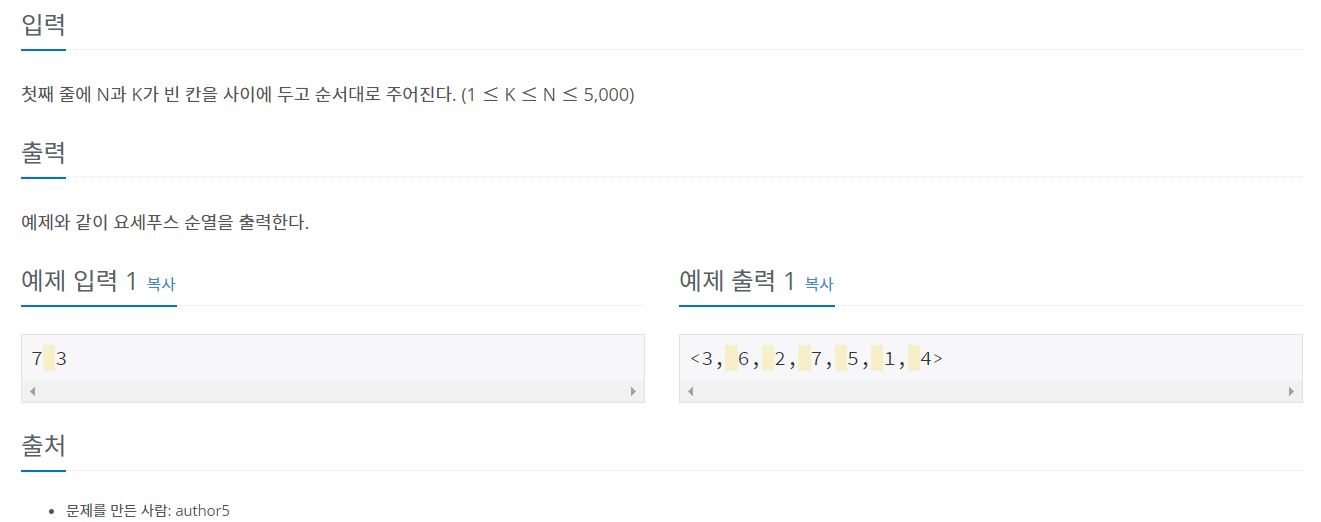 입력
첫째 줄에 N과 K가 빈 칸을 사이에 두고 순서대로 주어진다. (1 ≤ K ≤ N ≤ 5,000)
출력
예제와 같이 요세푸스 순열을 출력한다.
예제 입력 1 복사
7 3
예제 출력 1 복사
<3, 6, 2, 7, 5, 1, 4>
출처
• 문제를 만든 사람: author5